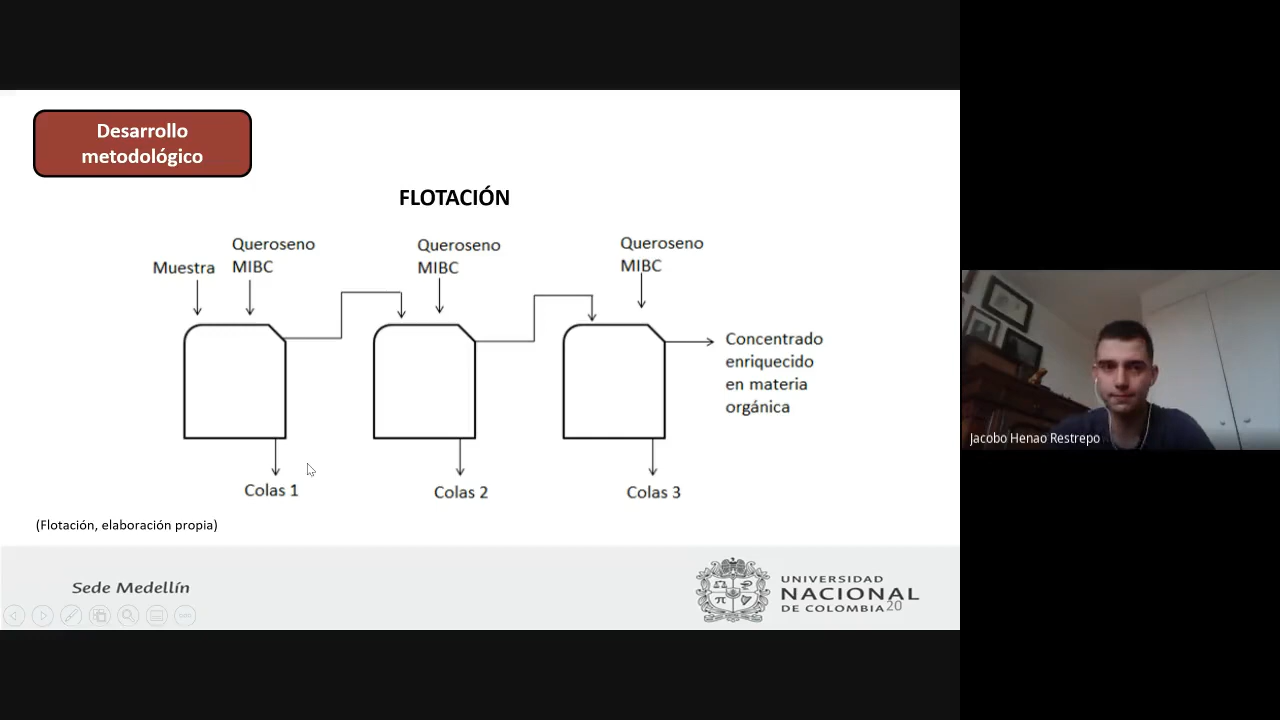 Desarrollo
metodológico
FLOTACIÓN
Muestra
Queroseno
MIBC
Queroseno
MIBC
Queroseno
MIBC
Concentrado
enriquecido
en materia
orgánica
Colas 1
Colas 2
Colas 3
(Flotación, elaboración propia)
Sede Medellín
UNIVERSIDAD
NACIONAL
DE COLOMBIA
20
Jacobo Henao Restrepo